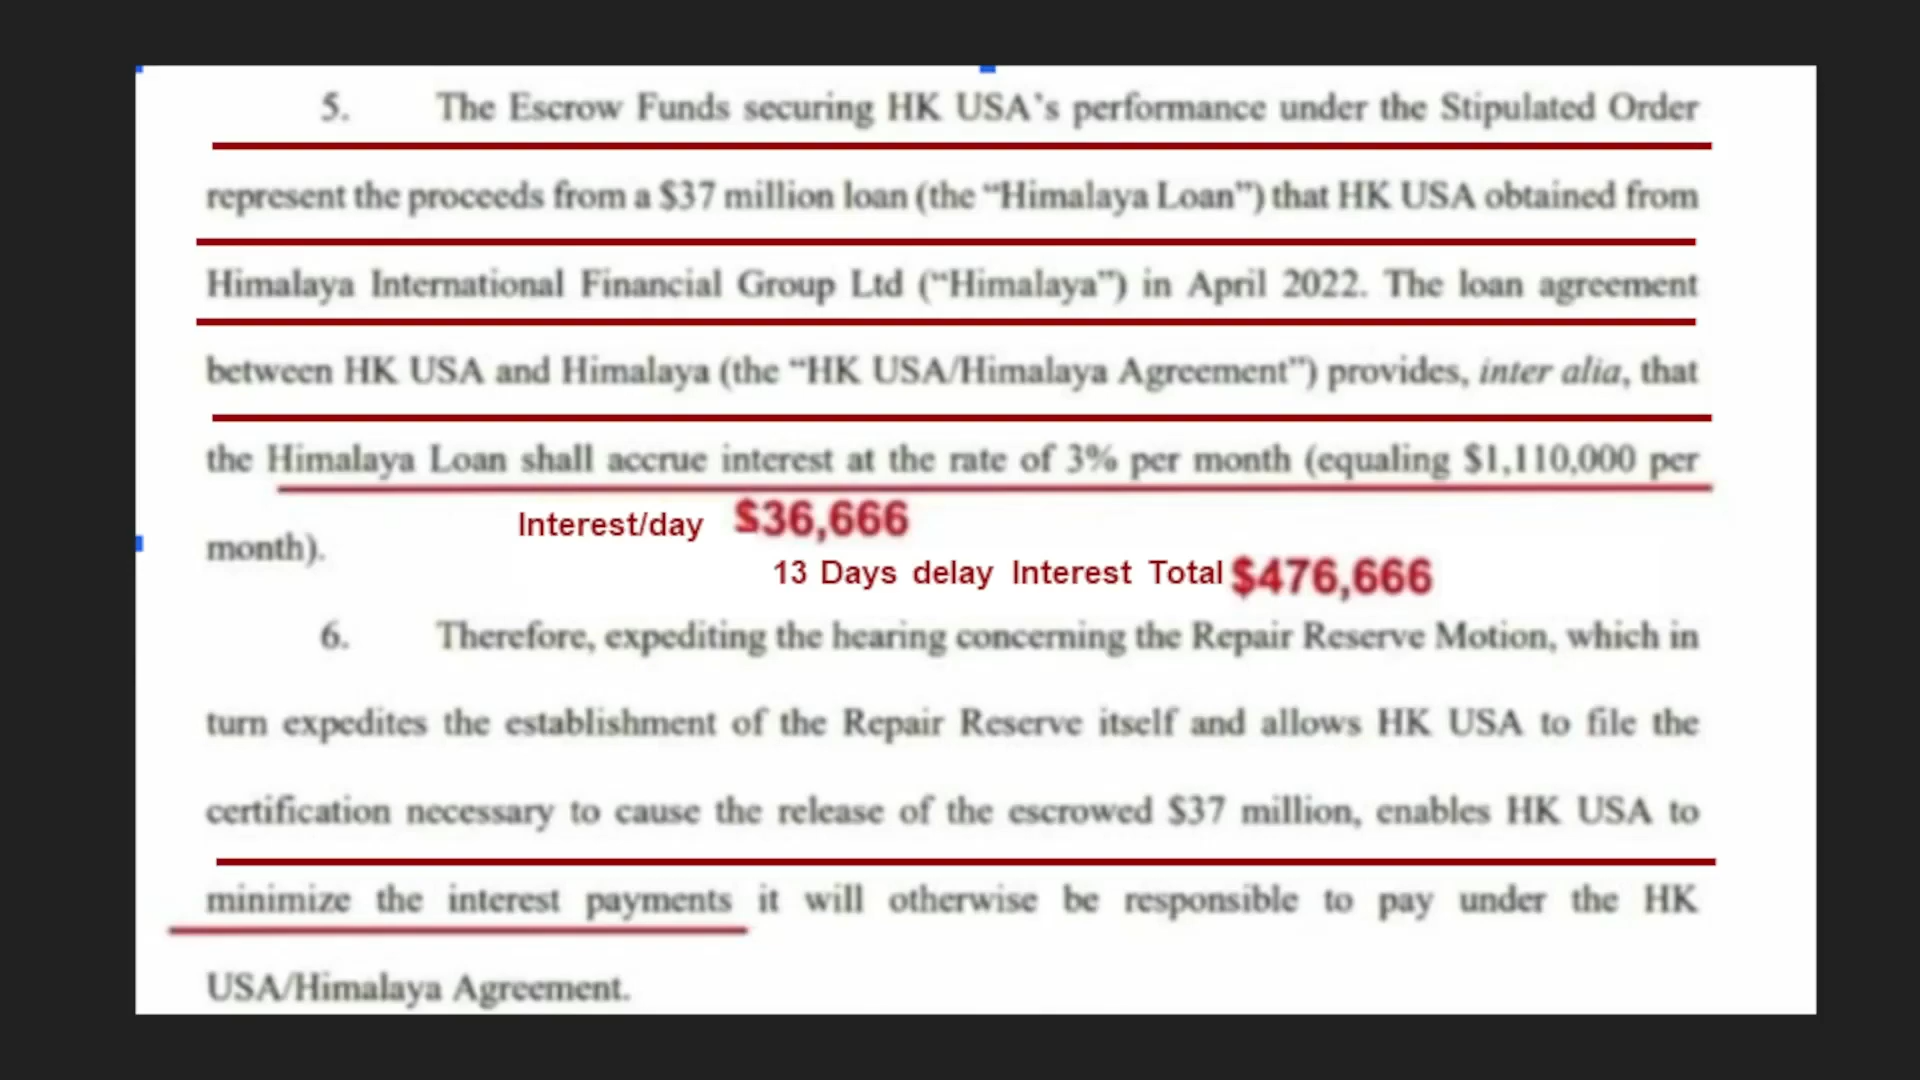 5. The Escrow Funds securing HK USA's performance under the Stipulated Order
represent the proceeds from a $37 million loan (the “Himalaya Loan”) that HK USA obtained from
Himalaya International Financial Group Ltd (“Himalaya”) in April 2022. The loan agreement
between HK USA and Himalaya (the “HK USA/Himalaya Agreement”) provides, inter alia, that
the Himalaya Loan shall accrue interest at the rate of 3% per month (equaling $1,110,000 per
month).
Interest/day $36,666
13 Days delay Interest Total $476,666
6. Therefore, expediting the hearing concerning the Repair Reserve Motion, which in
turn expedites the establishment of the Repair Reserve itself and allows HK USA to file the
certification necessary to cause the release of the escrowed $37 million, enables HK USA to
minimize the interest payments it will otherwise be responsible to pay under the HK
USA/Himalaya Agreement.